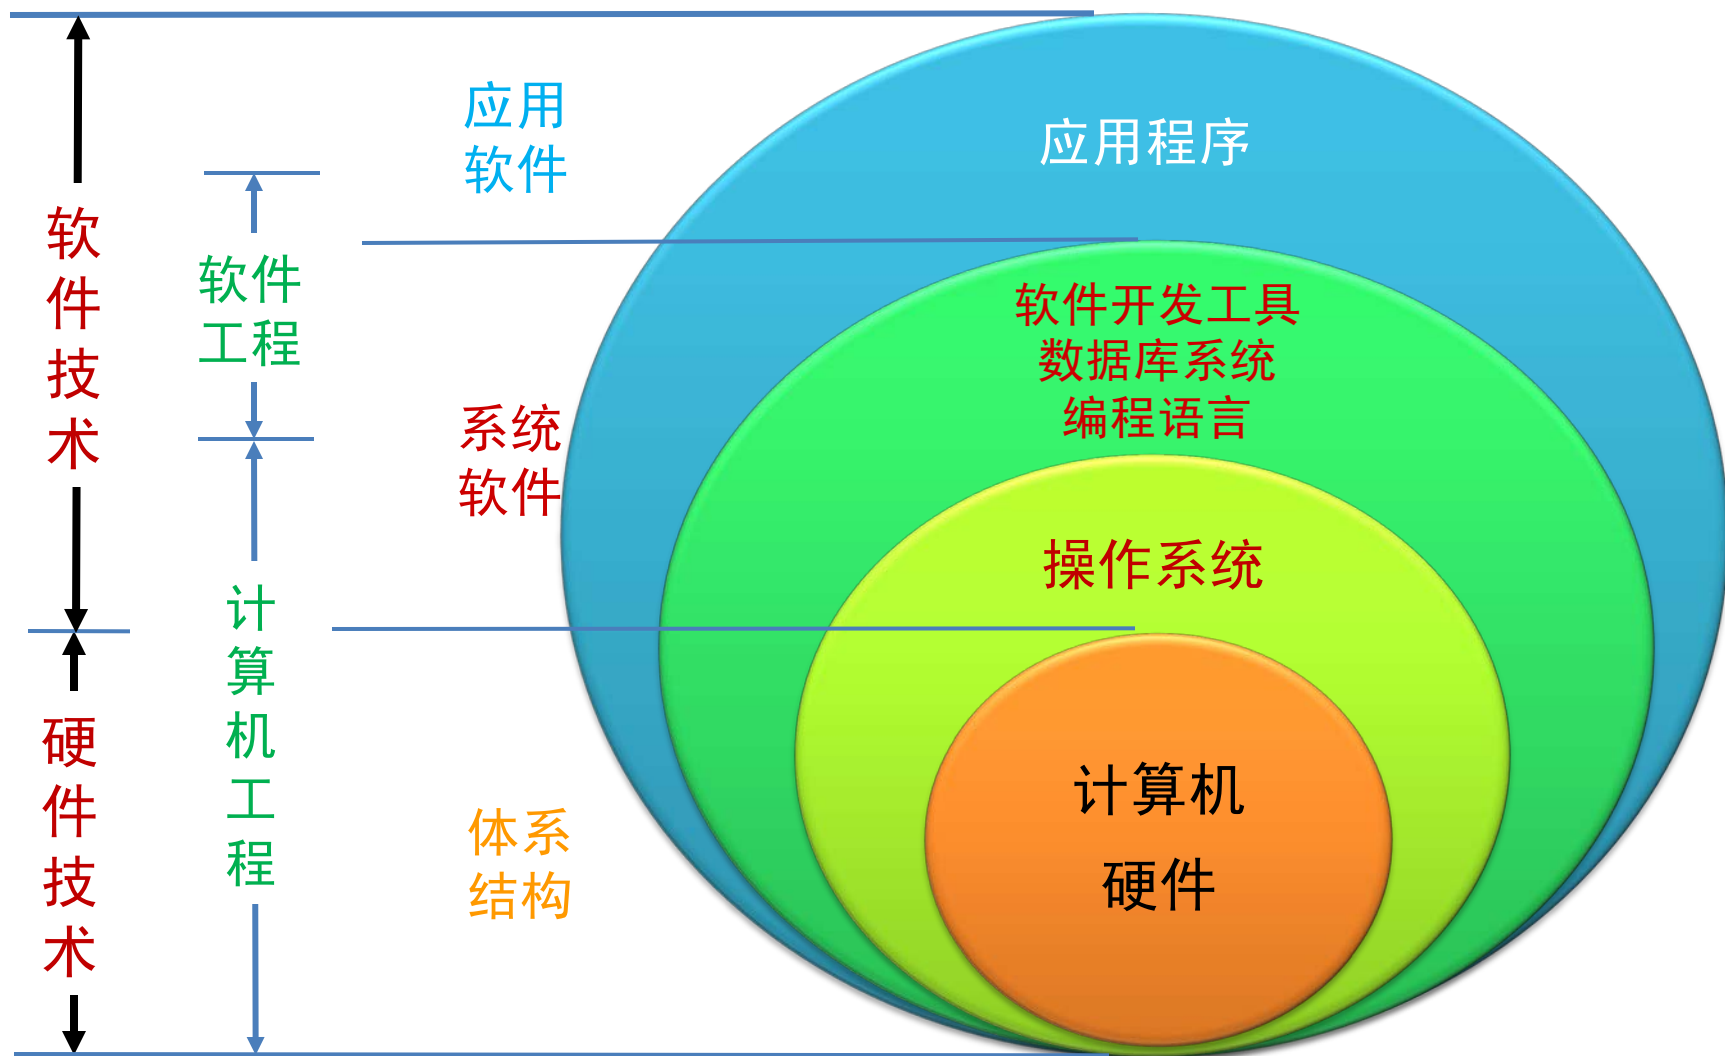 软件技术
硬件技术
软件
工程
计算机工程
应用
软件
系统
软件
体系
结构
应用程序
软件开发工具
数据库系统
编程语言
操作系统
计算机
硬件